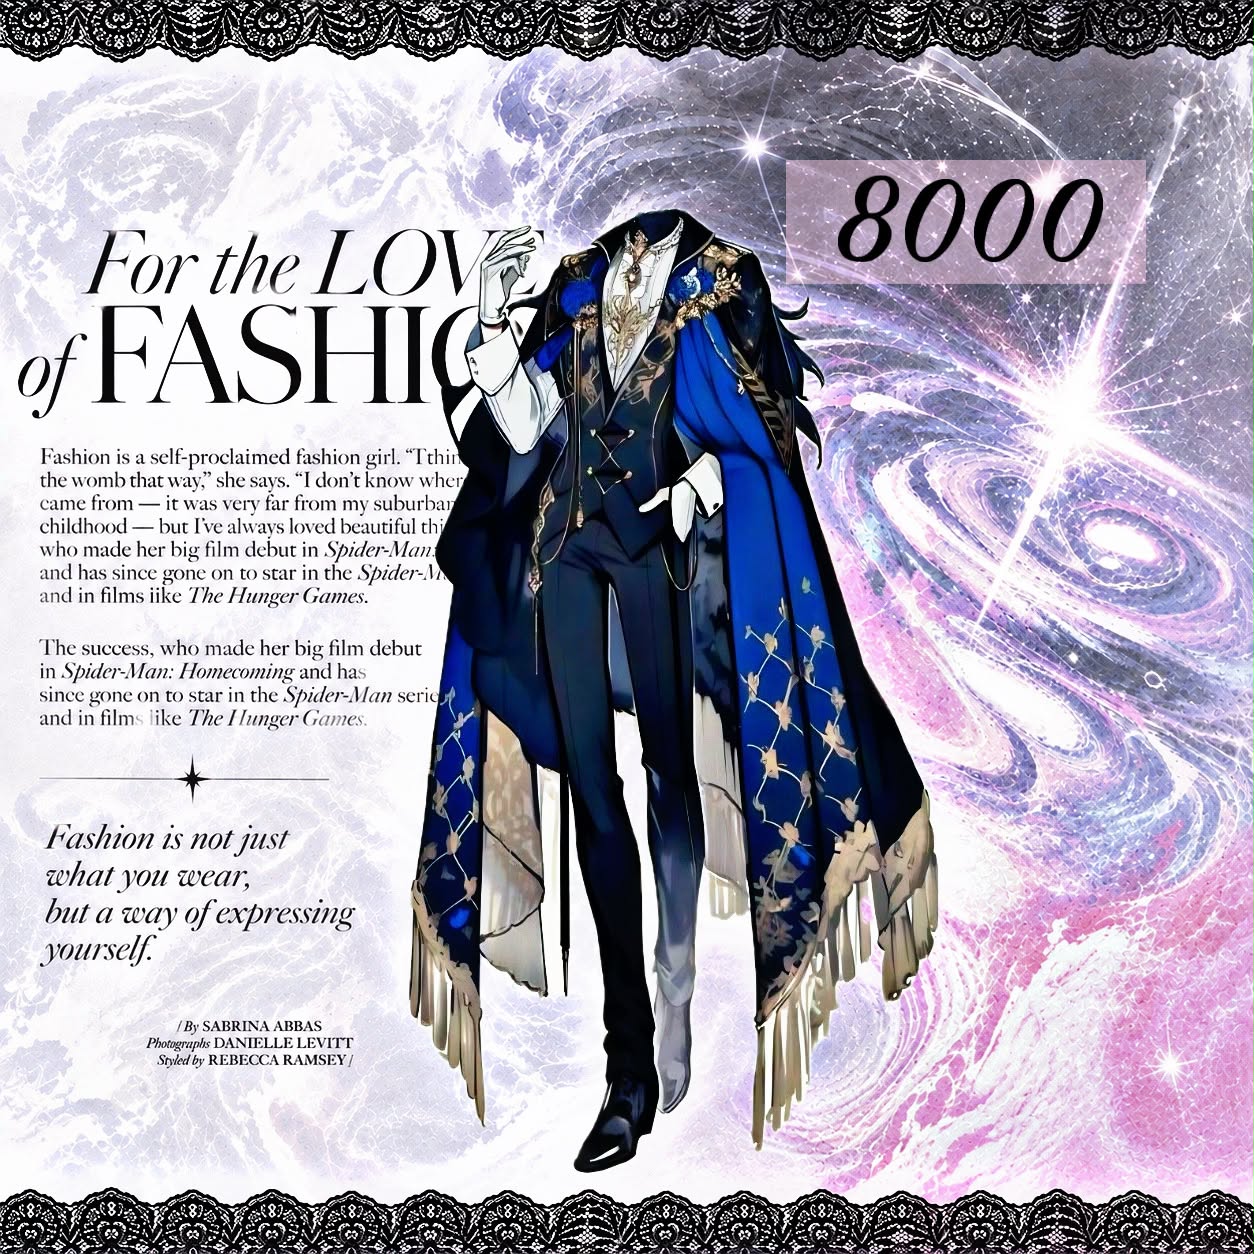 8000
For the LOVE
of FASHIO
Fashion is a self-proclaimed fashion girl. “Tthin
the womb that way,” she says. “I don’t know when
came from — it was very far from my suburban
childhood — but I’ve always loved beautiful thi
who made her big film debut in Spider-Man:
and has since gone on to star in the Spider-M
and in films iike The Hunger Games.
The success, who made her big film debut
in Spider-Man: Homecoming and has
since gone on to star in the Spider-Man serie
and in films like The Hunger Games.
Fashion is not just
what you wear,
but a way of expressing
yourself.
/ By SABRINA ABBAS
Photographs DANIELLE LEVITT
Styled by REBECCA RAMSEY /